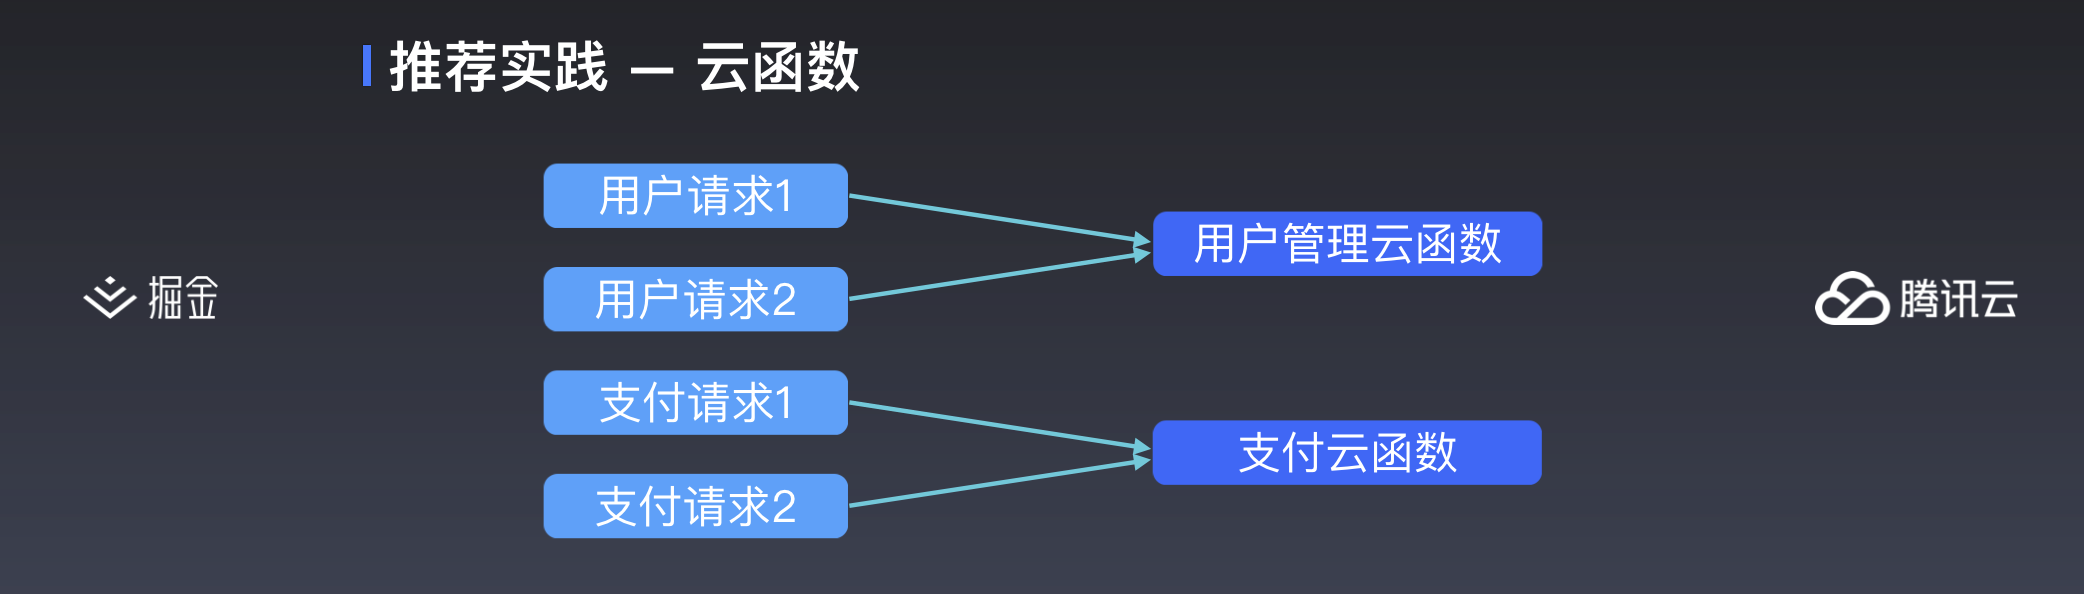 推荐实践 — 云函数
用户请求1
用户请求2
支付请求1
支付请求2
用户管理云函数
支付云函数
掘金
腾讯云